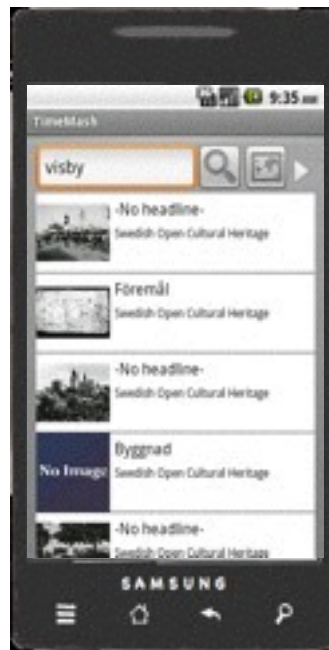 9:35 am
TimeMash
visby
-No headline-
Swedish Open Cultural Heritage
Föremål
Swedish Open Cultural Heritage
-No headline-
Swedish Open Cultural Heritage
No Image
Byggnad
Swedish Open Cultural Heritage
-No headline-
Swedish Open Cultural Heritage
SAMSUNG